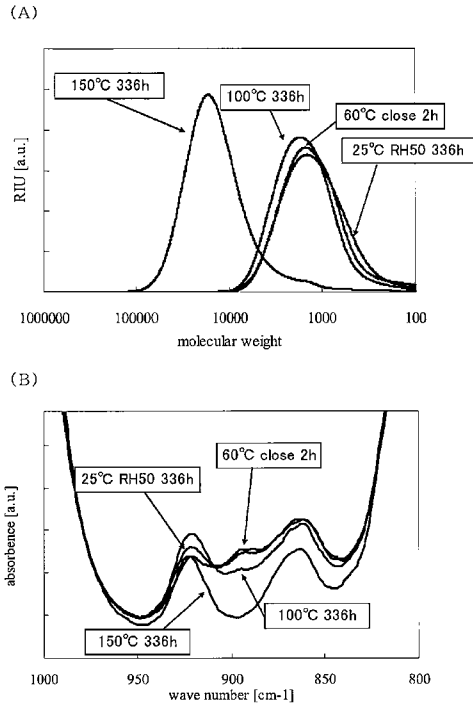 (A)
150°C 336h
100°C 336h
60°C close 2h
25°C RH50 336h
RIU [a.u.]
1000000 100000 10000 1000 100
molecular weight
(B)
60°C close 2h
25°C RH50 336h
absorbence [a.u.]
100°C 336h
150°C 336h
1000 950 900 850 800
wave number [cm-1]